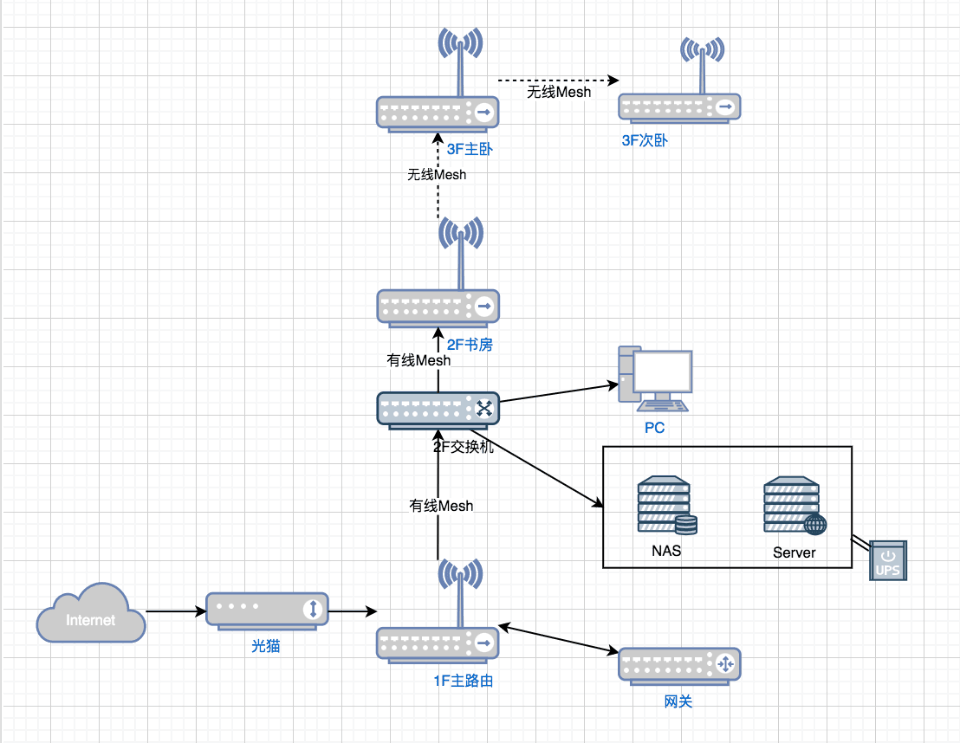 无线Mesh
3F主卧
3F次卧
无线Mesh
2F书房
有线Mesh
PC
2F交换机
有线Mesh
NAS
Server
UPS
Internet
光猫
1F主路由
网关